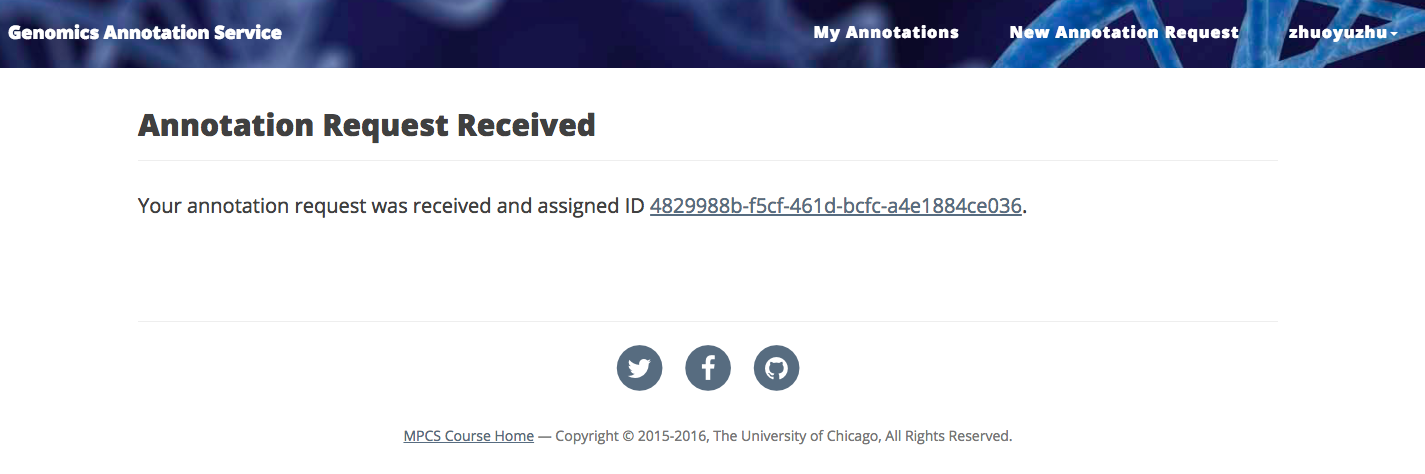 Genomics Annotation Service My Annotations New Annotation Request zhuoyuzhu
Annotation Request Received
Your annotation request was received and assigned ID 4829988b-f5cf-461d-bcfc-a4e1884ce036.
MPCS Course Home — Copyright © 2015-2016, The University of Chicago, All Rights Reserved.